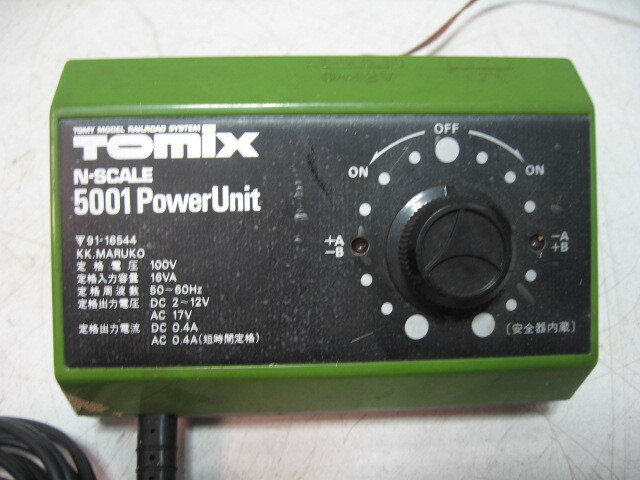 TOMY MODEL RAILROAD SYSTEM
TOMIX
N-SCALE
5001 PowerUnit
▽91-16544
KK.MARUKO
定格電圧 100V
定格入力容量 16VA
定格周波数 50~60Hz
定格出力電圧 DC 2~12V
AC 17V
定格出力電流 DC 0.4A
AC 0.4A(短時間定格)
OFF
ON
ON
+A
-B
-A
+B
〔安全器内蔵〕